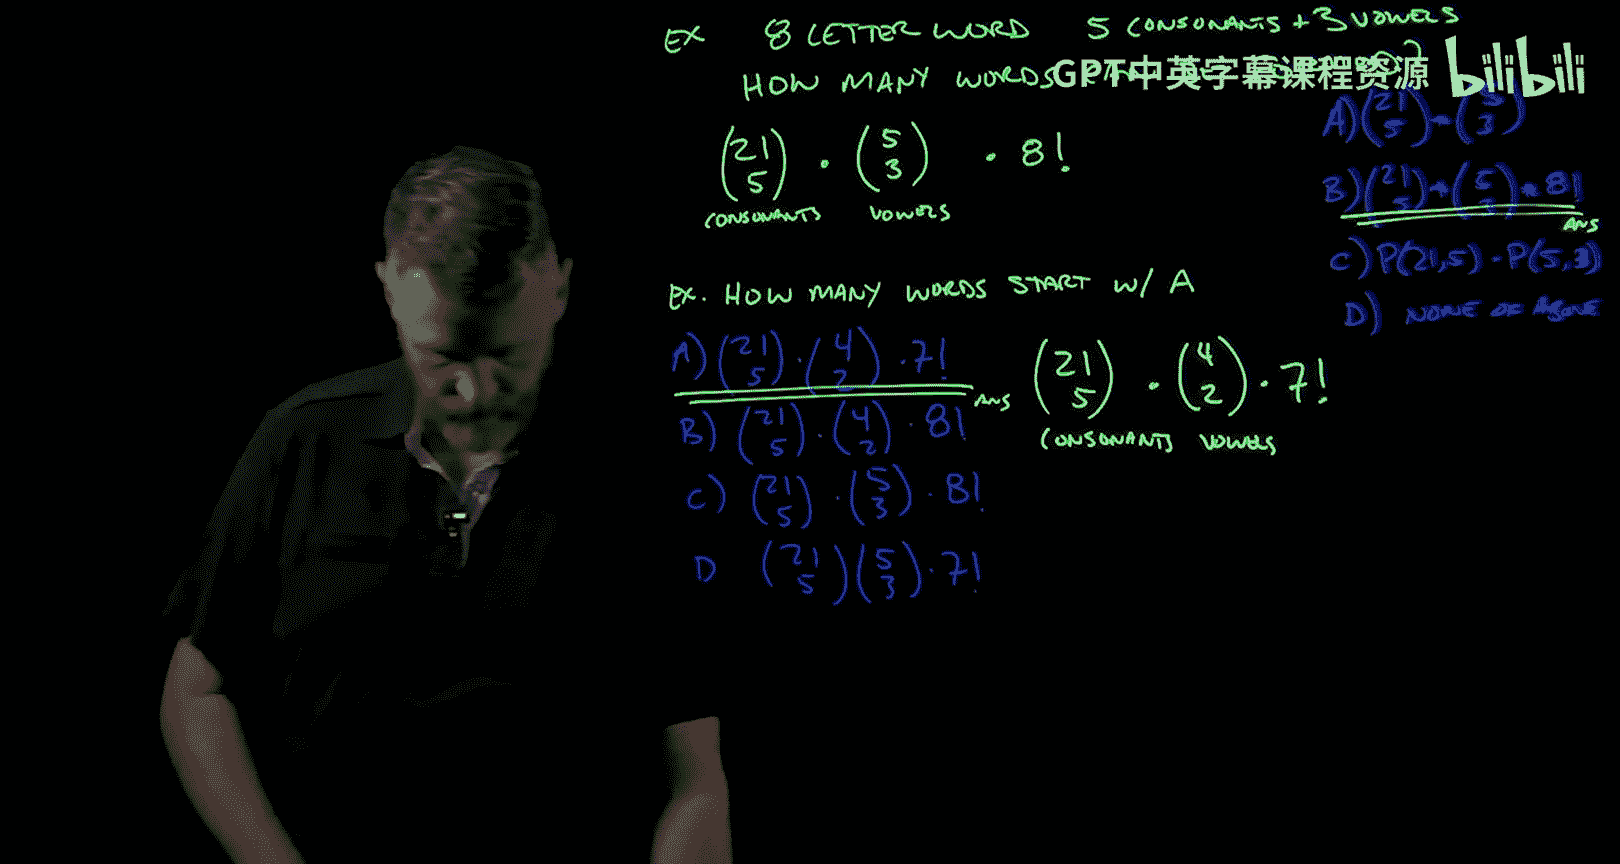 EX 8 LETTER WORD 5 CONSONANTS + 3 VOWELS
HOW MANY WORDS
GPT中英字幕课程资源 bilibili
(21 5) · (5 3) · 8!
CONSONANTS VOWELS
A) (21 5) * (5 3)
B) (21 5) * (5 3) * 8!
ANS
C) P(21,5) · P(5,3)
D) NONE OF ABOVE
EX. HOW MANY WORDS START W/ A
A) (21 5) · (4 2) · 7!
ANS
B) (21 5) · (4 2) · 8!
C) (21 5) · (5 3) · 8!
D (21 5) (5 3) · 7!
(21 5) · (4 2) · 7!
CONSONANTS VOWELS